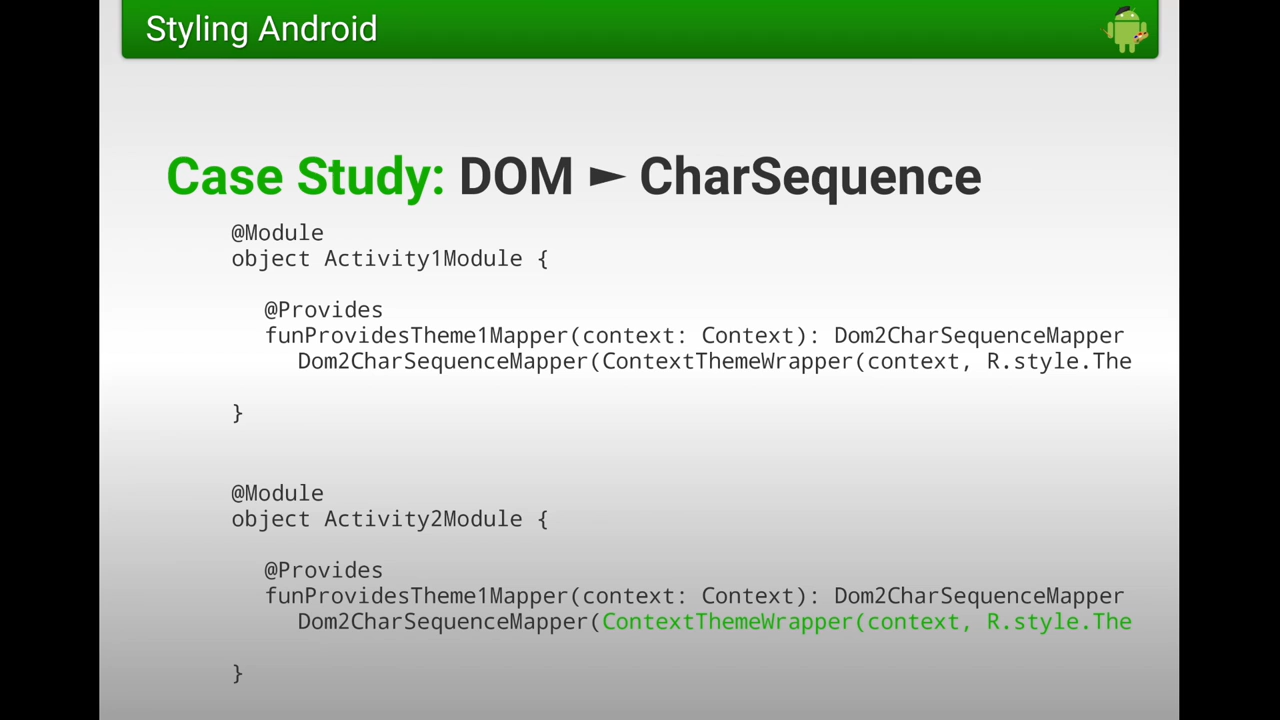 Styling Android
Case Study: DOM ► CharSequence
@Module
object Activity1Module {
@Provides
funProvidesTheme1Mapper(context: Context): Dom2CharSequenceMapper
Dom2CharSequenceMapper(ContextThemeWrapper(context, R.style.The
}
@Module
object Activity2Module {
@Provides
funProvidesTheme1Mapper(context: Context): Dom2CharSequenceMapper
Dom2CharSequenceMapper(ContextThemeWrapper(context, R.style.The
}